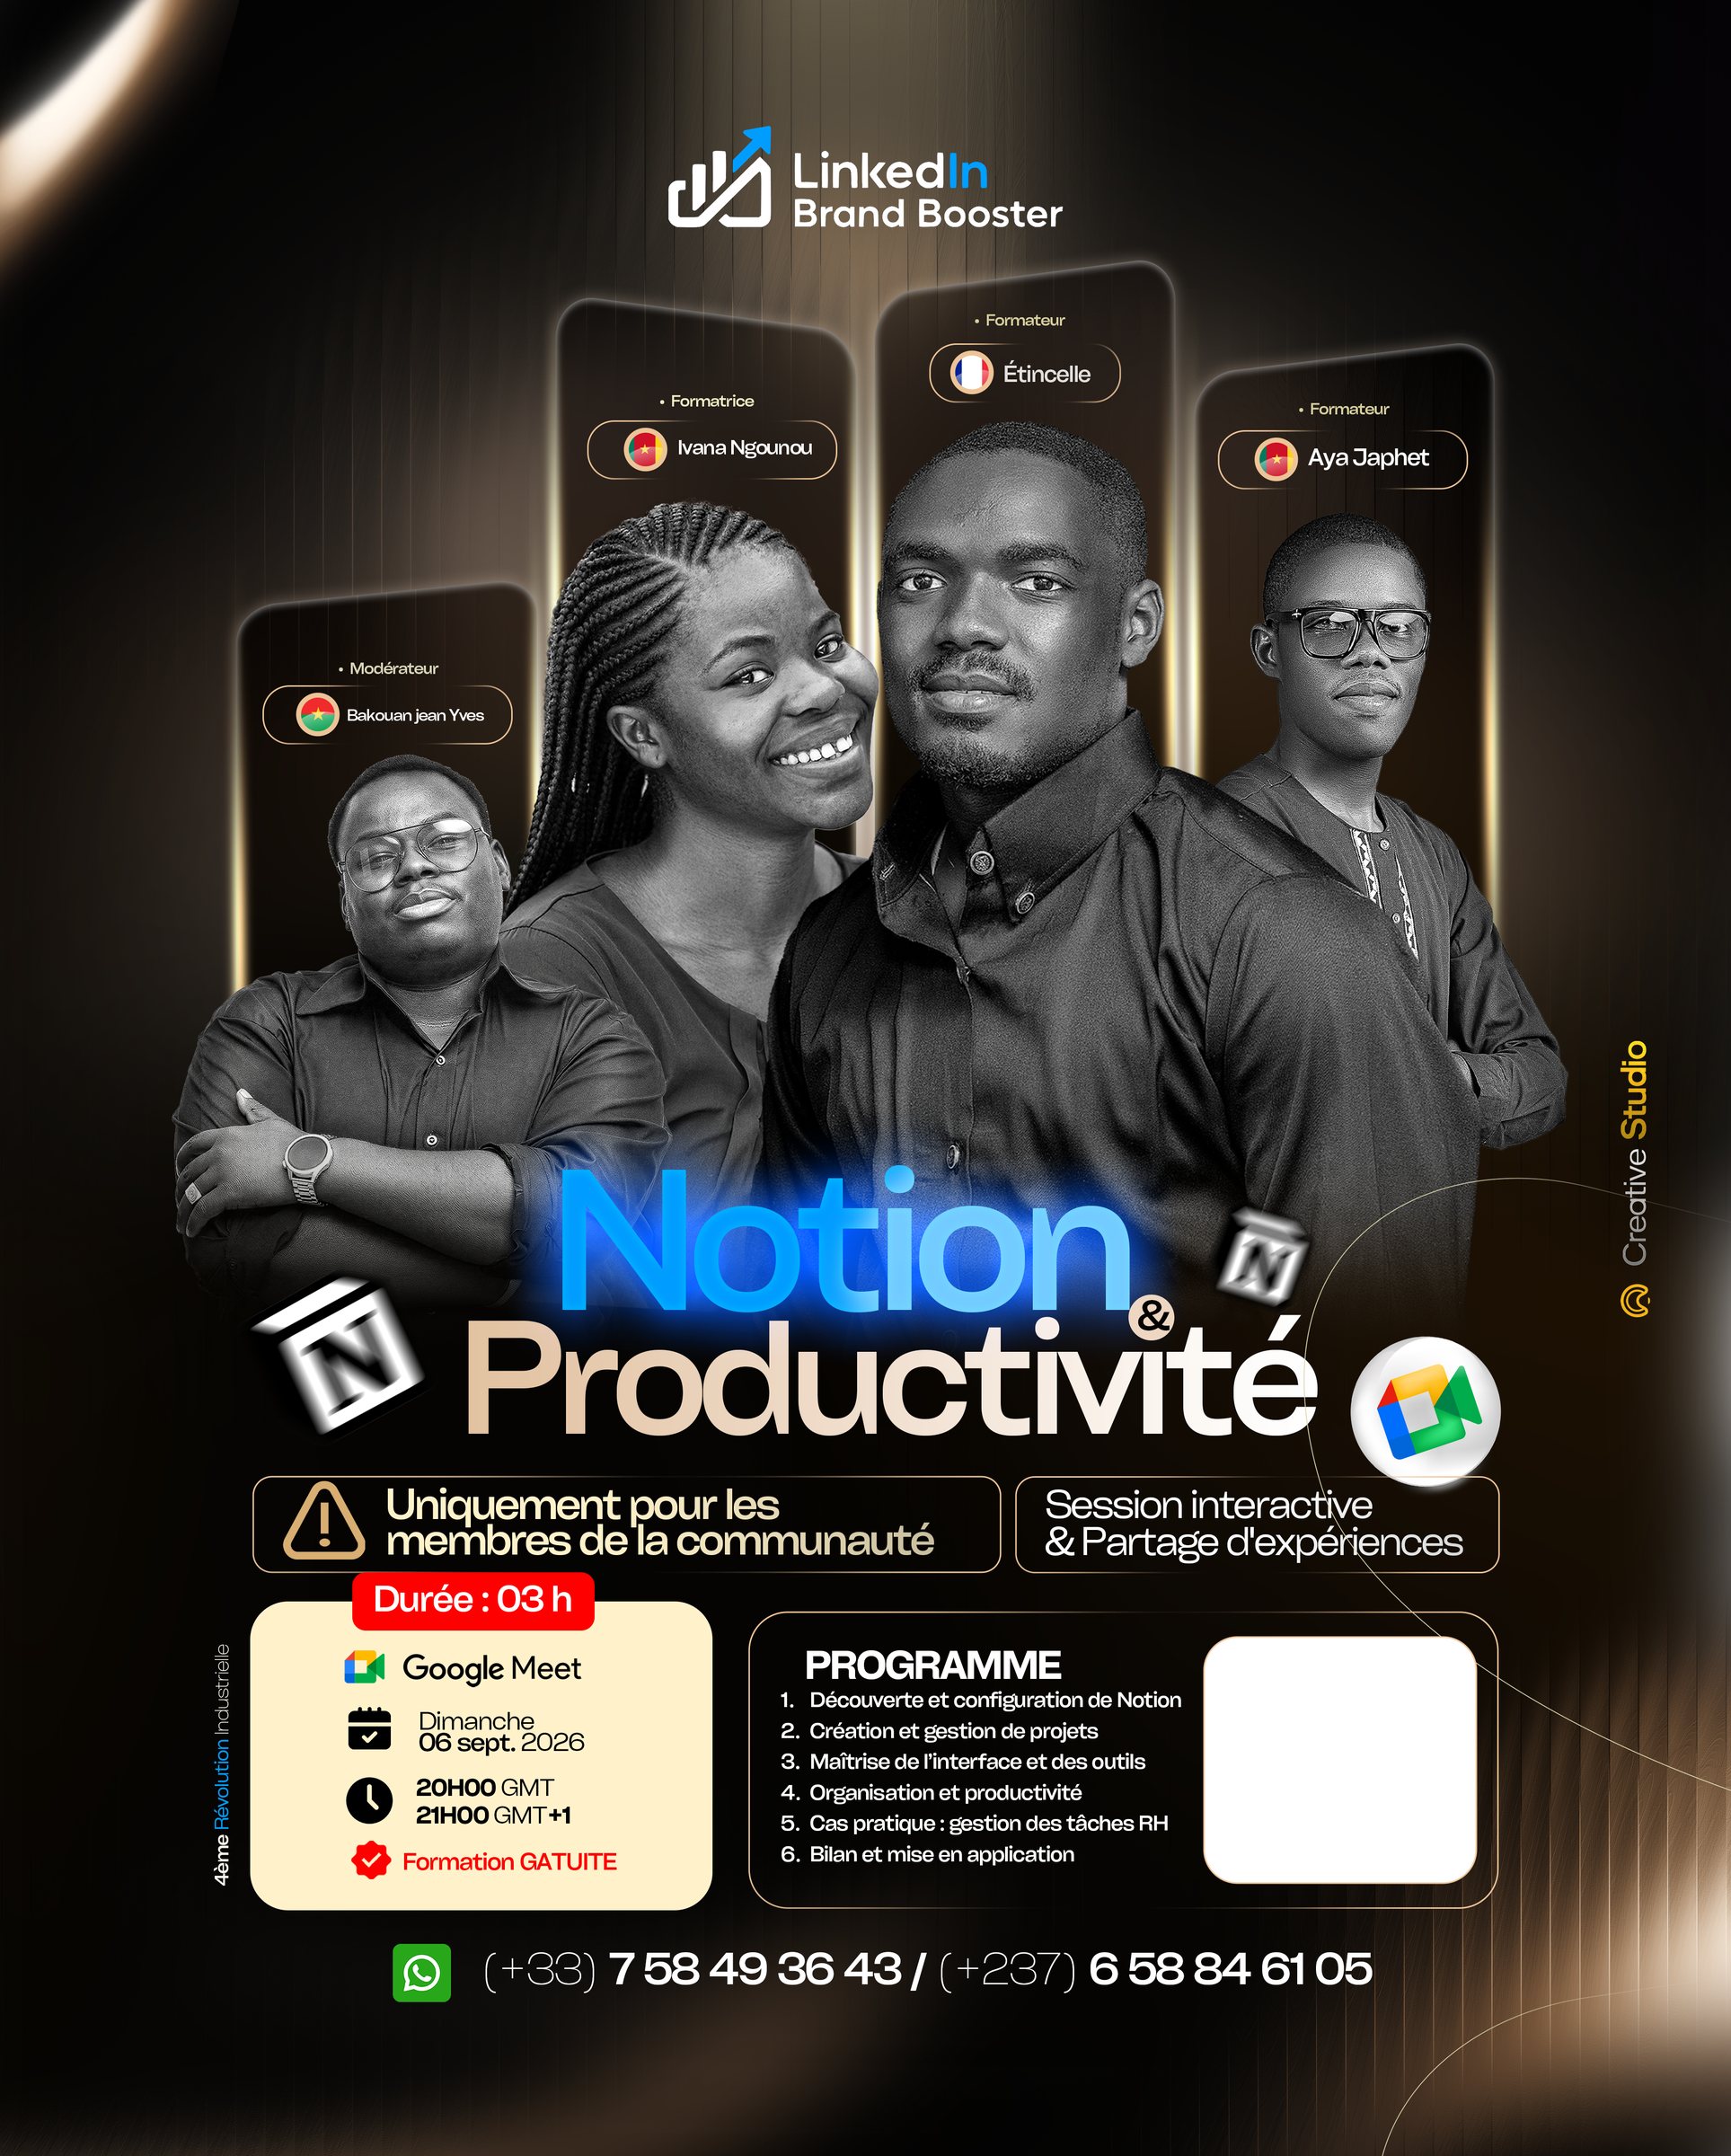 LinkedIn
Brand Booster
• Formateur
Étincelle
• Formatrice
Ivana Ngounou
• Formateur
Aya Japhet
• Modérateur
Bakouan jean Yves
Creative Studio
Notion
&
Productivité
N
N
Uniquement pour les
membres de la communauté
Session interactive
& Partage d'expériences
Durée : 03 h
Google Meet
Dimanche
06 sept. 2026
20H00 GMT
21H00 GMT+1
Formation GATUITE
4ème Révolution Industrielle
PROGRAMME
1. Découverte et configuration de Notion
2. Création et gestion de projets
3. Maîtrise de l'interface et des outils
4. Organisation et productivité
5. Cas pratique : gestion des tâches RH
6. Bilan et mise en application
(+33) 7 58 49 36 43 / (+237) 6 58 84 61 05